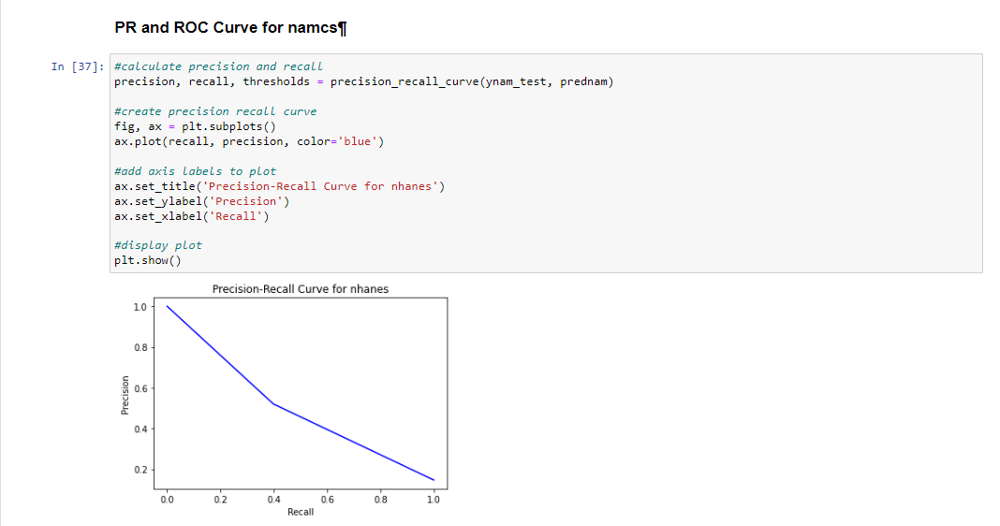 PR and ROC Curve for namcs¶
In [37]: #calculate precision and recall
precision, recall, thresholds = precision_recall_curve(ynam_test, prednam)
#create precision recall curve
fig, ax = plt.subplots()
ax.plot(recall, precision, color='blue')
#add axis labels to plot
ax.set_title('Precision-Recall Curve for nhanes')
ax.set_ylabel('Precision')
ax.set_xlabel('Recall')
#display plot
plt.show()
Precision-Recall Curve for nhanes
1.0
0.8
0.6
0.4
0.2
Precision
0.0 0.2 0.4 0.6 0.8 1.0
Recall